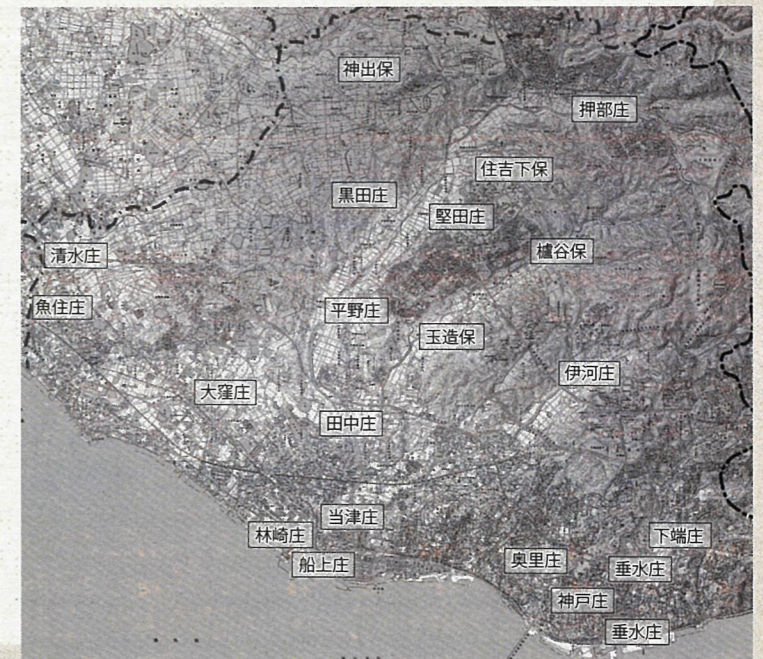 神出保
押部庄
住吉下保
黒田庄
堅田庄
清水庄
櫨谷保
魚住庄
平野庄
玉造保
伊河庄
大窪庄
田中庄
当津庄
林崎庄
下端庄
船上庄
奥里庄
垂水庄
神戸庄
垂水庄